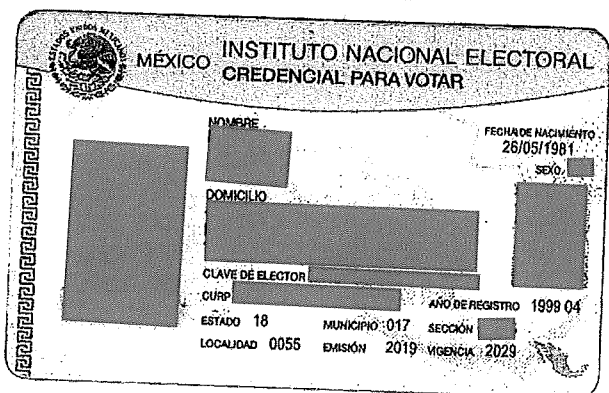 MÉXICO INSTITUTO NACIONAL ELECTORAL
CREDENCIAL PARA VOTAR
NOMBRE
FECHA DE NACIMIENTO
26/05/1981
SEXO
DOMICILIO
CLAVE DE ELECTOR
CURP
AÑO DE REGISTRO 1999 04
ESTADO 18 MUNICIPIO 017 SECCIÓN
LOCALIDAD 0055 EMISIÓN 2019 VIGENCIA 2029